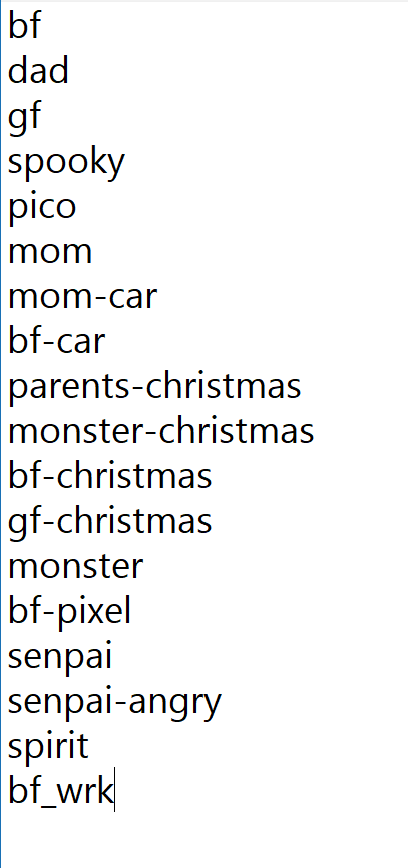 bf
dad
gf
spooky
pico
mom
mom-car
bf-car
parents-christmas
monster-christmas
bf-christmas
gf-christmas
monster
bf-pixel
senpai
senpai-angry
spirit
bf_wrk